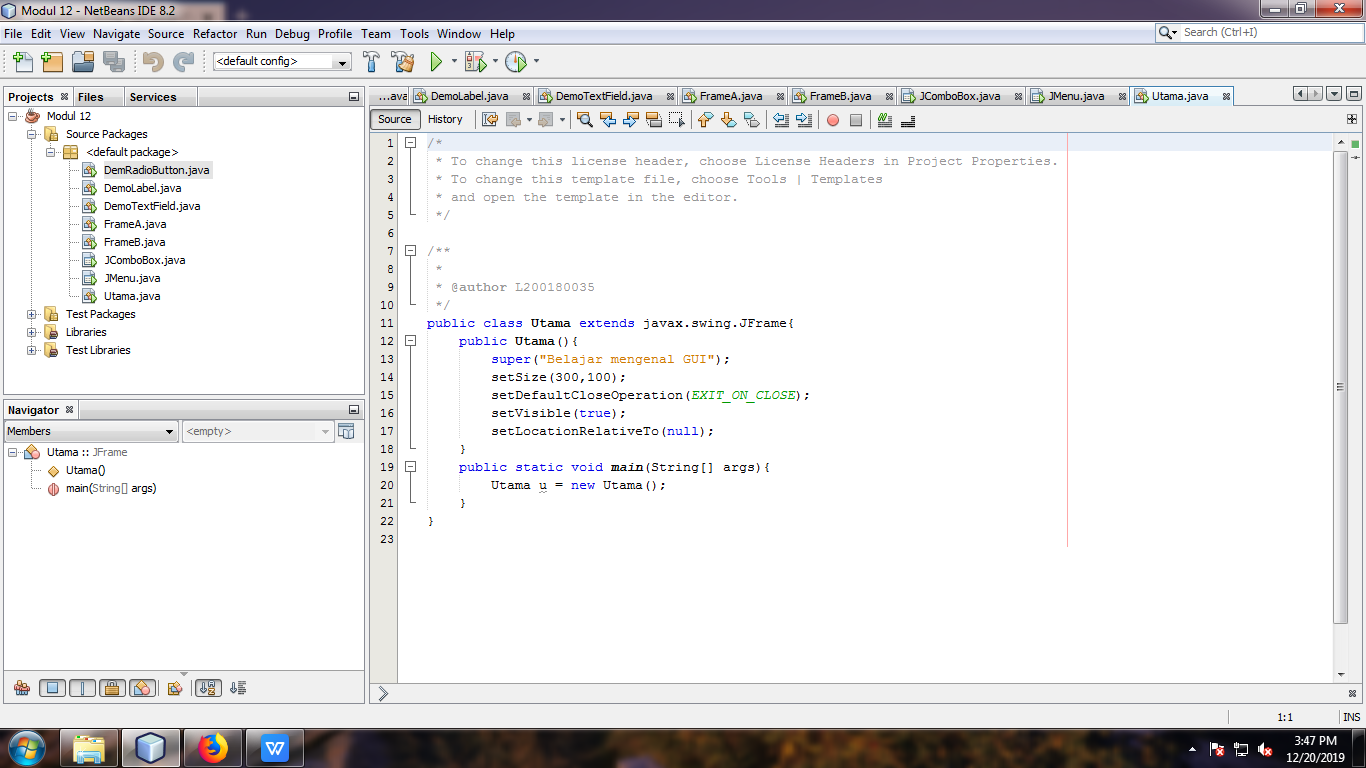 Modul 12 - NetBeans IDE 8.2
File Edit View Navigate Source Refactor Run Debug Profile Team Tools Window Help
Search (Ctrl+I)
<default config>
Projects Files Services
Modul 12
Source Packages
<default package>
DemRadioButton.java
DemoLabel.java
DemoTextField.java
FrameA.java
FrameB.java
JComboBox.java
JMenu.java
Utama.java
Test Packages
Libraries
Test Libraries
Navigator
Members <empty>
Utama :: JFrame
Utama()
main(String[] args)
...ava DemoLabel.java DemoTextField.java FrameA.java FrameB.java JComboBox.java JMenu.java Utama.java
Source History
1 /*
2 * To change this license header, choose License Headers in Project Properties.
3 * To change this template file, choose Tools | Templates
4 * and open the template in the editor.
5 */
6
7 /**
8 *
9 * @author L200180035
10 */
11 public class Utama extends javax.swing.JFrame{
12 public Utama(){
13 super("Belajar mengenal GUI");
14 setSize(300,100);
15 setDefaultCloseOperation(EXIT_ON_CLOSE);
16 setVisible(true);
17 setLocationRelativeTo(null);
18 }
19 public static void main(String[] args){
20 Utama u = new Utama();
21 }
22 }
23
1:1 INS
3:47 PM
12/20/2019